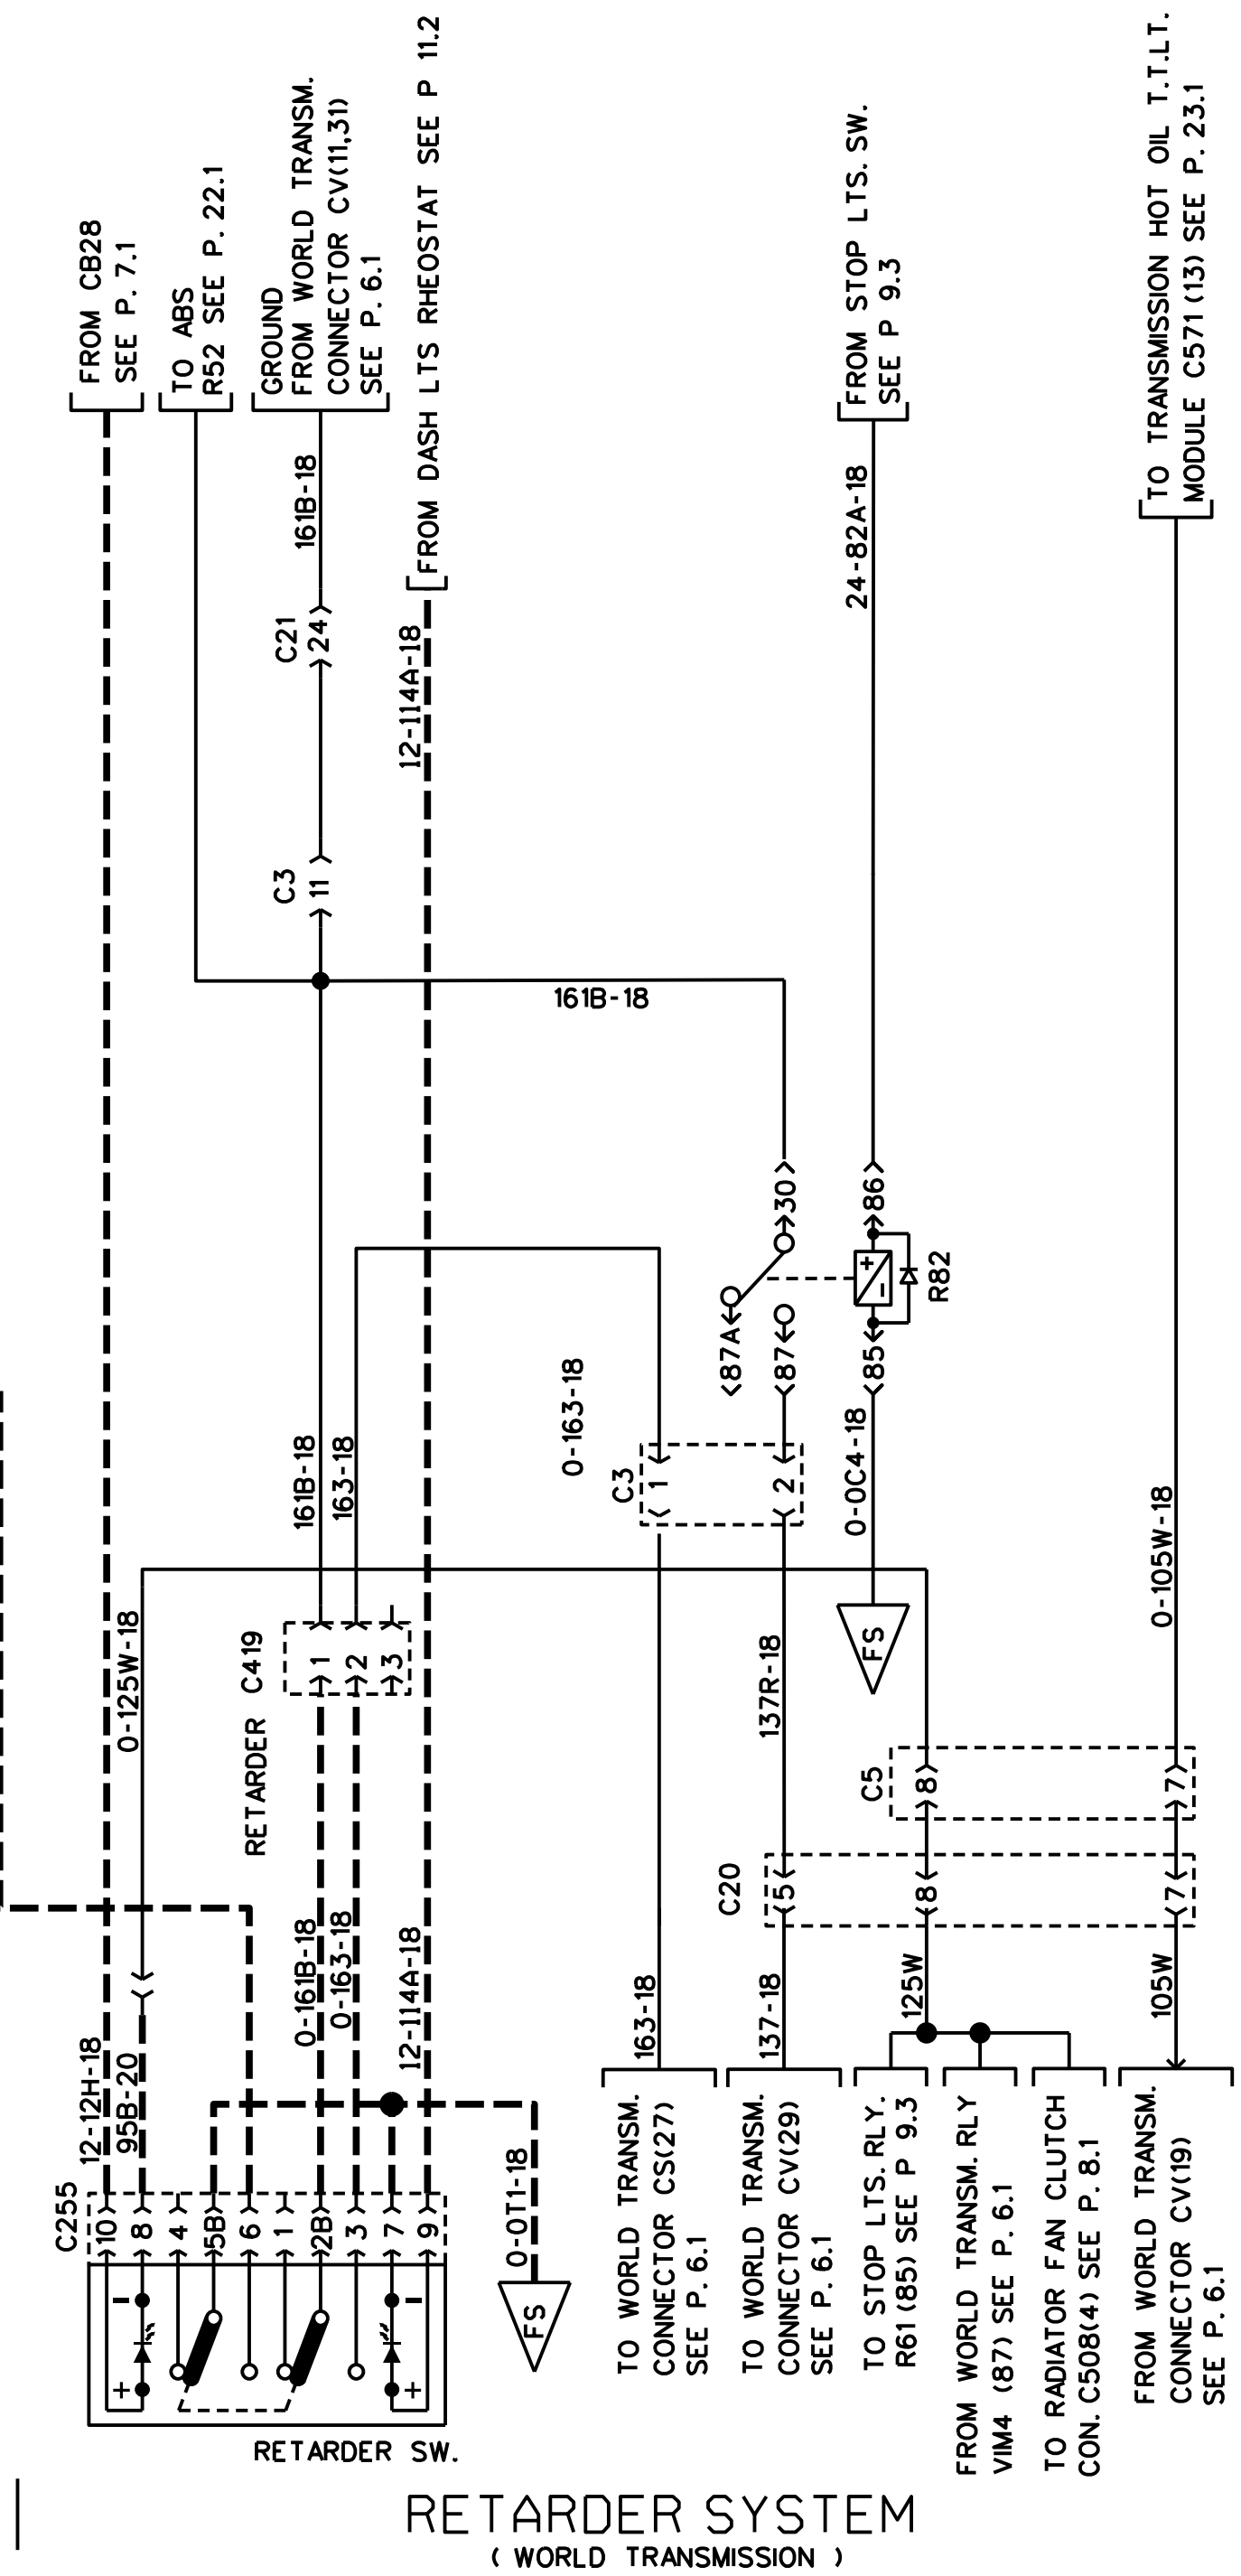 FROM CB28
SEE P. 7.1
TO ABS
R52 SEE P. 22.1
GROUND
FROM WORLD TRANSM.
CONNECTOR CV(11,31)
SEE P. 6.1
FROM DASH LTS RHEOSTAT SEE P 11.2
FROM STOP LTS. SW.
SEE P 9.3
TO TRANSMISSION HOT OIL T.T.LT.
MODULE C571 (13) SEE P. 23.1
161B-18
C21
24
12-114A-18
24-82A-18
C3
11
161B-18
30
86
+
-
R82
87A
87
85
0-163-18
0-0C4-18
C3
1
2
161B-18
163-18
0-105W-18
0-125W-18
RETARDER C419
1
2
3
137R-18
FS
C5
8
7
C20
5
8
7
0-161B-18
0-163-18
12-114A-18
12-12H-18
95B-20
163-18
137-18
125W
105W
C255
10
8
4
5B
6
1
2B
3
7
9
- -
+ +
0-0T1-18
FS
RETARDER SW.
TO WORLD TRANSM.
CONNECTOR CS(27)
SEE P. 6.1
TO WORLD TRANSM.
CONNECTOR CV(29)
SEE P. 6.1
TO STOP LTS. RLY.
R61 (85) SEE P 9.3
FROM WORLD TRANSM. RLY
VIM4 (87) SEE P. 6.1
TO RADIATOR FAN CLUTCH
CON. C508(4) SEE P. 8.1
FROM WORLD TRANSM.
CONNECTOR CV(19)
SEE P. 6.1
RETARDER SYSTEM
( WORLD TRANSMISSION )